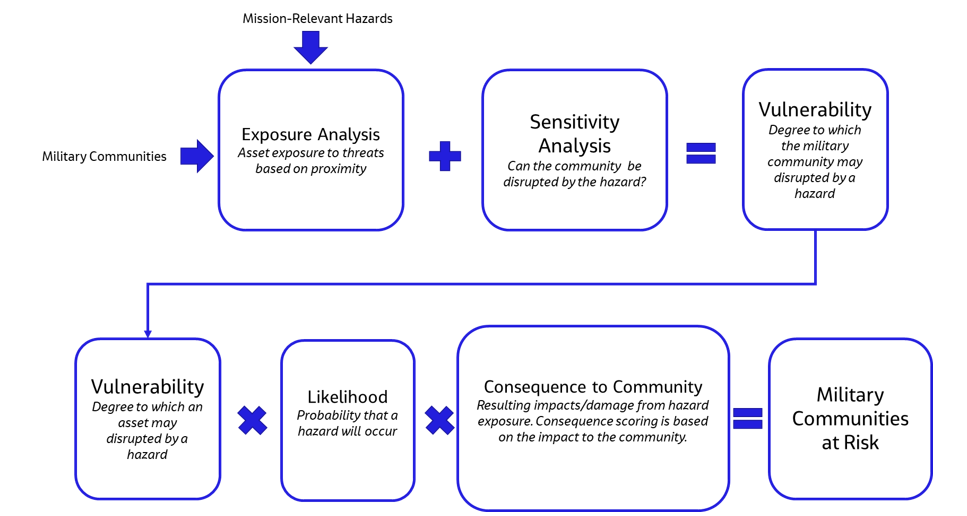 Mission-Relevant Hazards
Military Communities
Exposure Analysis
Asset exposure to threats
based on proximity
Sensitivity
Analysis
Can the community be
disrupted by the hazard?
Vulnerability
Degree to which
the military
community may
disrupted by a
hazard
Vulnerability
Degree to which an
asset may
disrupted by a
hazard
Likelihood
Probability that a
hazard will occur
Consequence to Community
Resulting impacts/damage from hazard
exposure. Consequence scoring is based
on the impact to the community.
Military
Communities
at Risk